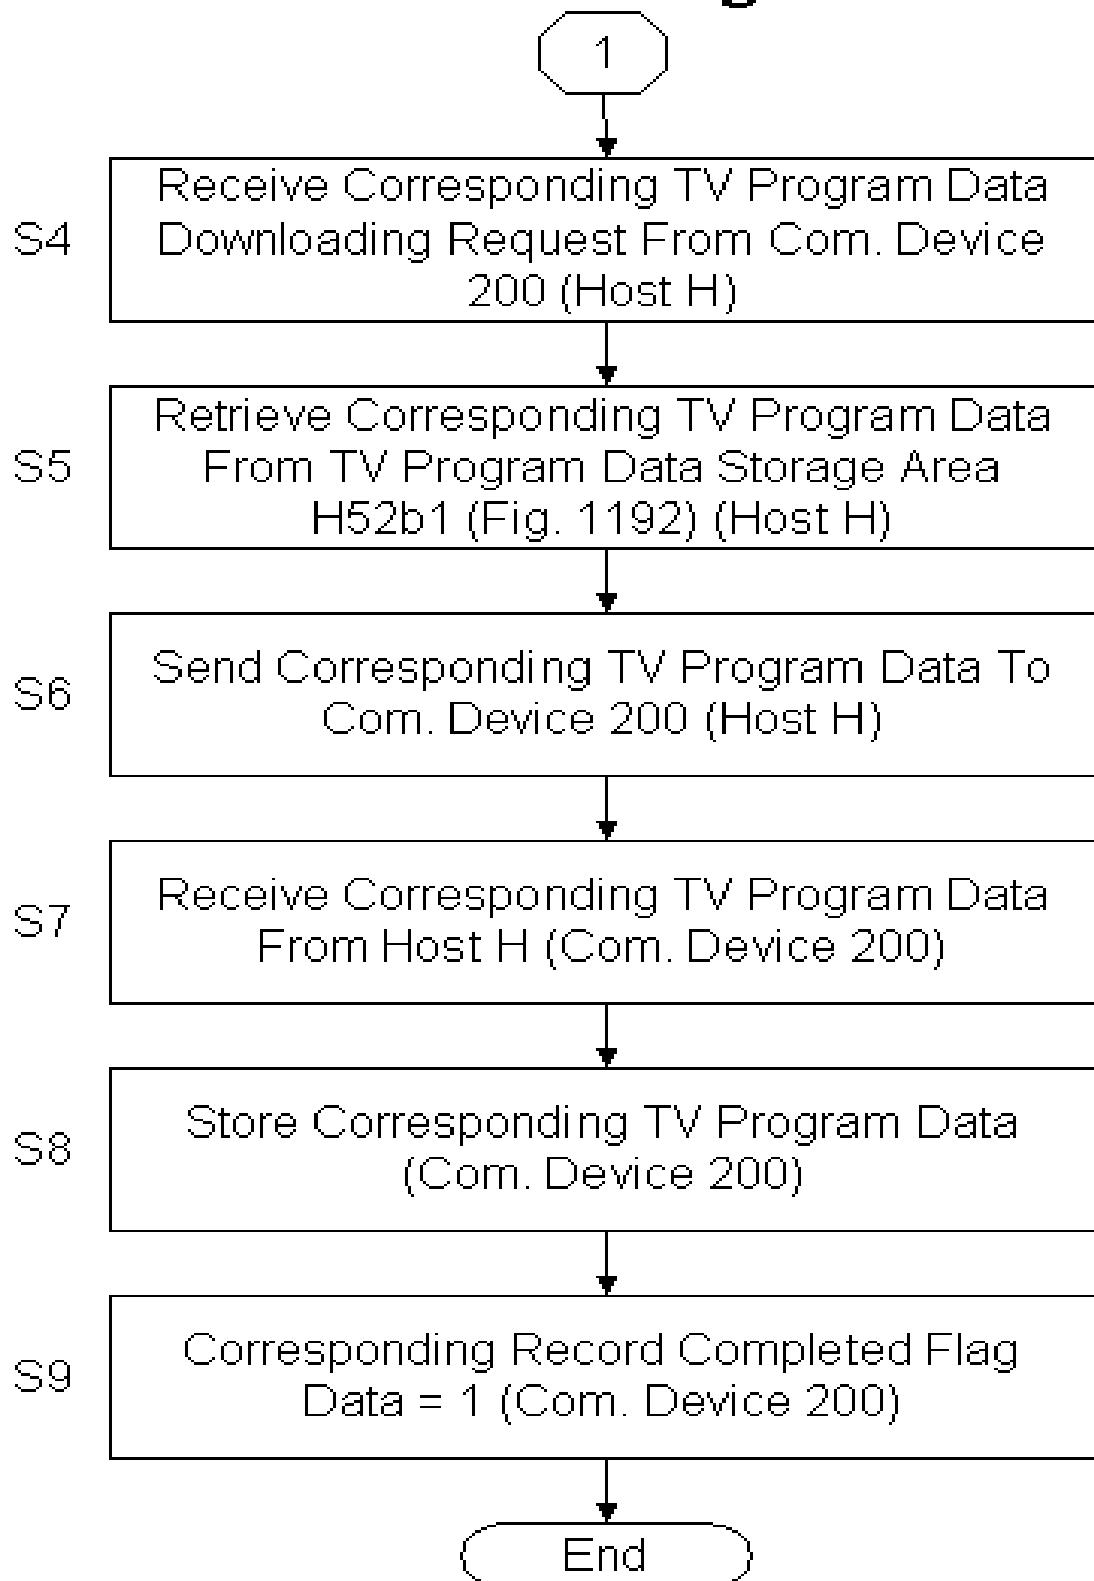 1
S4
Receive Corresponding TV Program Data
Downloading Request From Com. Device
200 (Host H)
S5
Retrieve Corresponding TV Program Data
From TV Program Data Storage Area
H52b1 (Fig. 1192) (Host H)
S6
Send Corresponding TV Program Data To
Com. Device 200 (Host H)
S7
Receive Corresponding TV Program Data
From Host H (Com. Device 200)
S8
Store Corresponding TV Program Data
(Com. Device 200)
S9
Corresponding Record Completed Flag
Data = 1 (Com. Device 200)
End